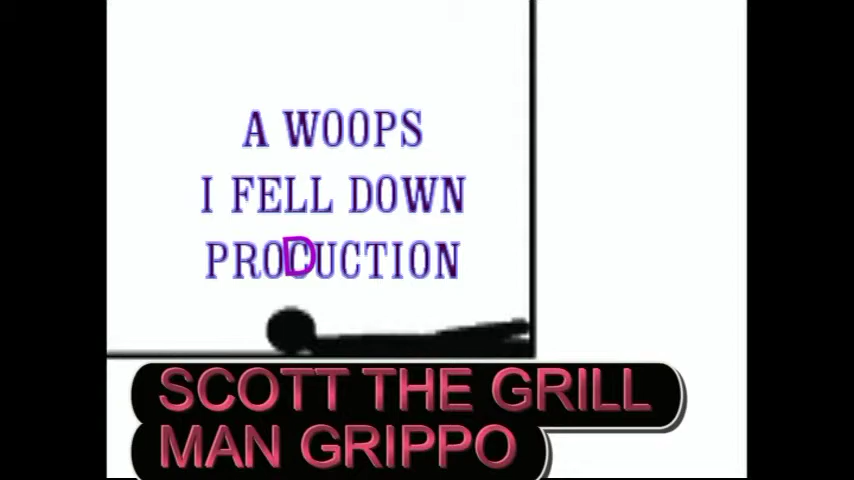 A WOOPS
I FELL DOWN
PRODUCTION
SCOTT THE GRILL
MAN GRIPPO